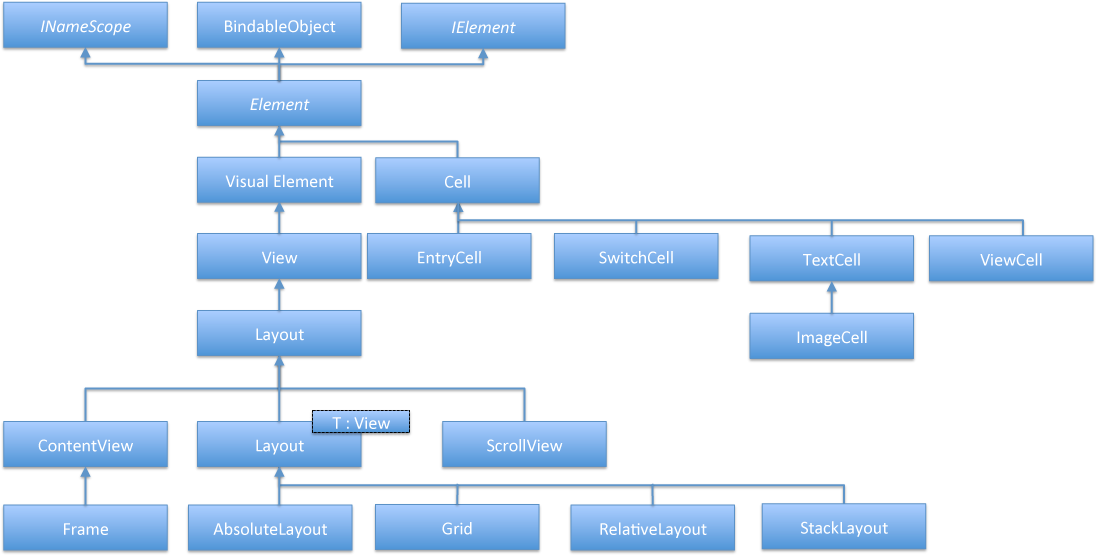 INameScope
BindableObject
IElement
Element
Visual Element
Cell
View
EntryCell
SwitchCell
TextCell
ViewCell
Layout
ImageCell
T : View
ContentView
Layout
ScrollView
Frame
AbsoluteLayout
Grid
RelativeLayout
StackLayout